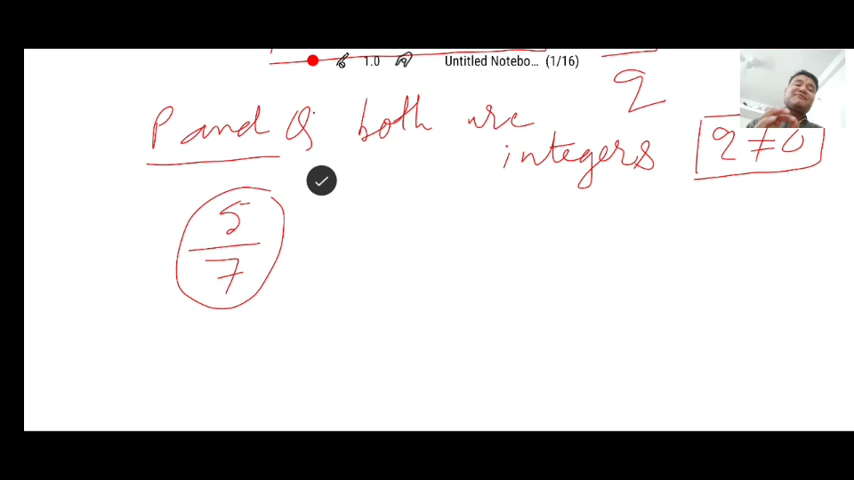 1.0 Untitled Notebo... (1/16)
q
P and Q both are
integers q ≠ 0
5
7